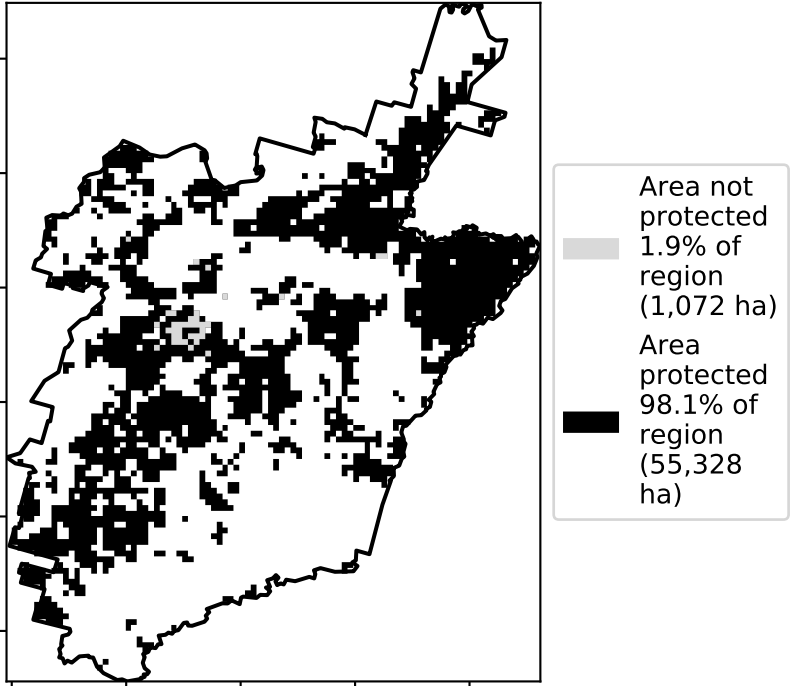 Area not
protected
1.9% of
region
(1,072 ha)
Area
protected
98.1% of
region
(55,328
ha)